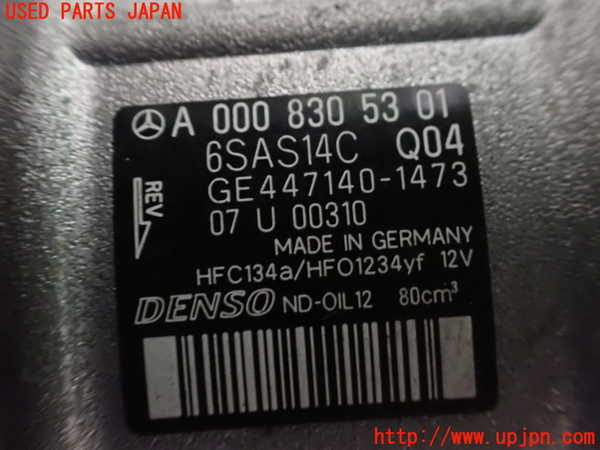 USED PARTS JAPAN
A 000 830 53 01
6SAS14C Q04
REV
GE447140-1473
07 U 00310
MADE IN GERMANY
HFC134a/HFO1234yf 12V
DENSO ND-OIL12 80cm³
http://www.upjpn.com